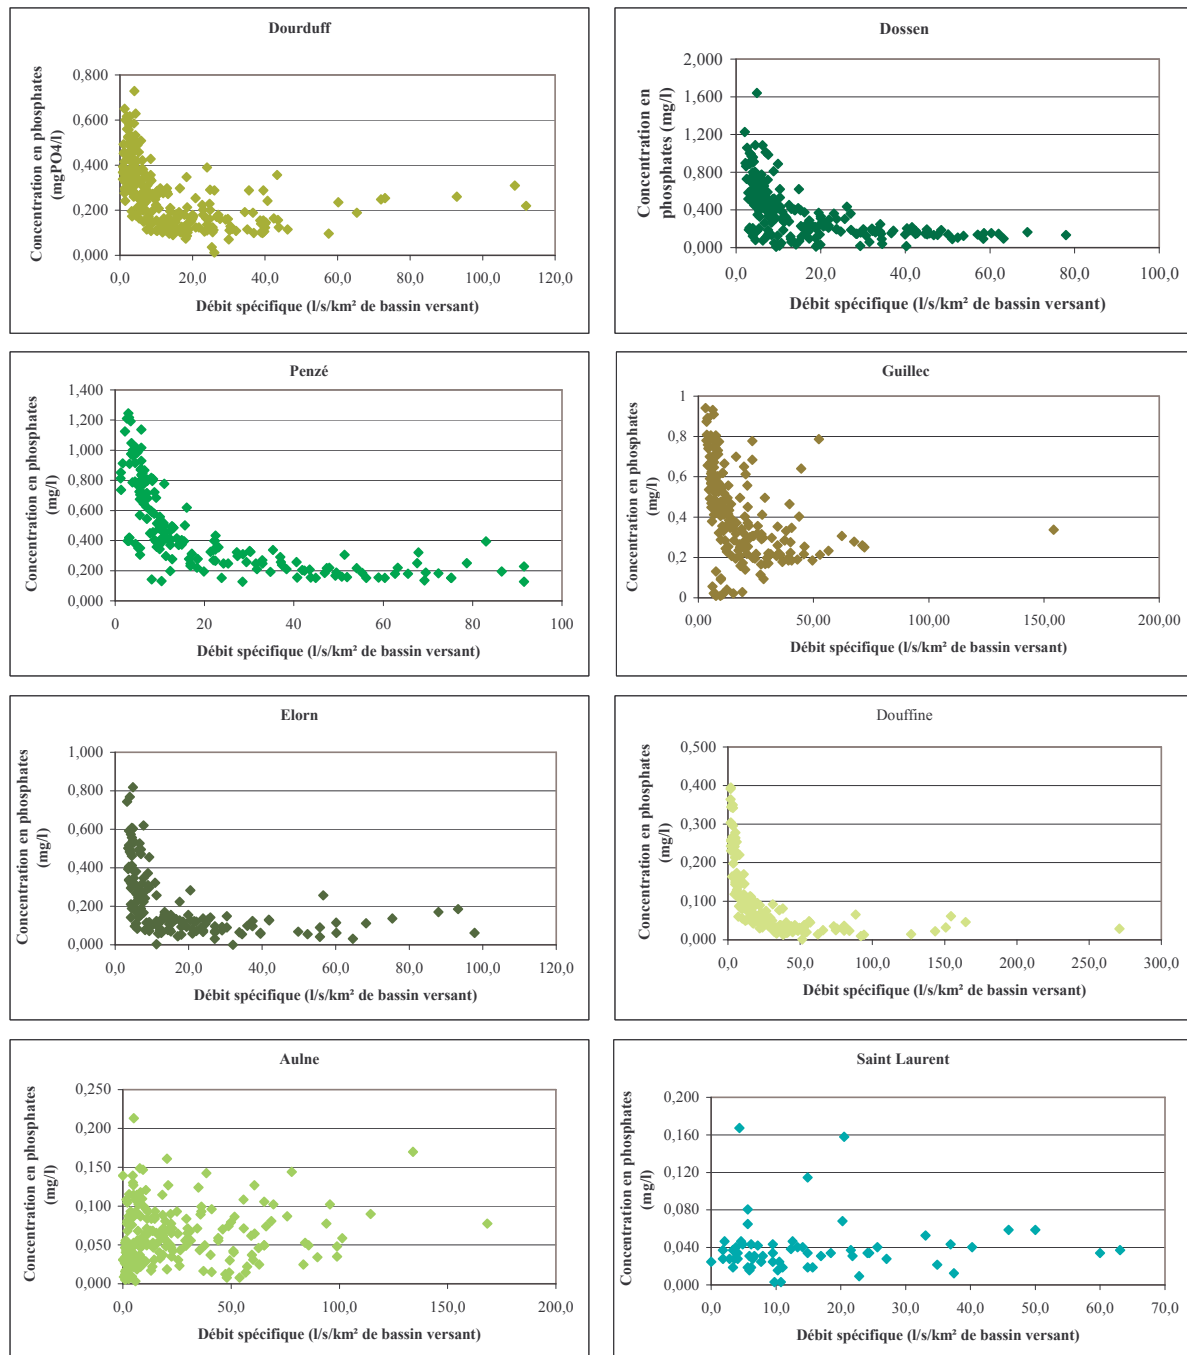 Dourduff
Concentration en phosphates
(mgPO4/l)
0,800
0,600
0,400
0,200
0,000
0,0 20,0 40,0 60,0 80,0 100,0 120,0
Débit spécifique (l/s/km² de bassin versant)
Dossen
Concentration en
phosphates (mg/l)
2,000
1,600
1,200
0,800
0,400
0,000
0,0 20,0 40,0 60,0 80,0 100,0
Débit spécifique (l/s/km² de bassin versant)
Penzé
Concentration en phosphates
(mg/l)
1,400
1,200
1,000
0,800
0,600
0,400
0,200
0,000
0 20 40 60 80 100
Débit spécifique (l/s/km² de bassin versant)
Guillec
Concentration en phosphates
(mg/l)
1
0,8
0,6
0,4
0,2
0
0,00 50,00 100,00 150,00 200,00
Débit spécifique (l/s/km² de bassin versant)
Elorn
Concentration en phosphates
(mg/l)
1,000
0,800
0,600
0,400
0,200
0,000
0,0 20,0 40,0 60,0 80,0 100,0 120,0
Débit spécifique (l/s/km² de bassin versant)
Douffine
Concentration en phosphates
(mg/l)
0,500
0,400
0,300
0,200
0,100
0,000
0,0 50,0 100,0 150,0 200,0 250,0 300,0
Débit spécifique (l/s/km² de bassin versant)
Aulne
Concentration en phosphates
(mg/l)
0,250
0,200
0,150
0,100
0,050
0,000
0,0 50,0 100,0 150,0 200,0
Débit spécifique (l/s/km² de bassin versant)
Saint Laurent
Concentration en phosphates
(mg/l)
0,200
0,160
0,120
0,080
0,040
0,000
0,0 10,0 20,0 30,0 40,0 50,0 60,0 70,0
Débit spécifique (l/s/km² de bassin versant)